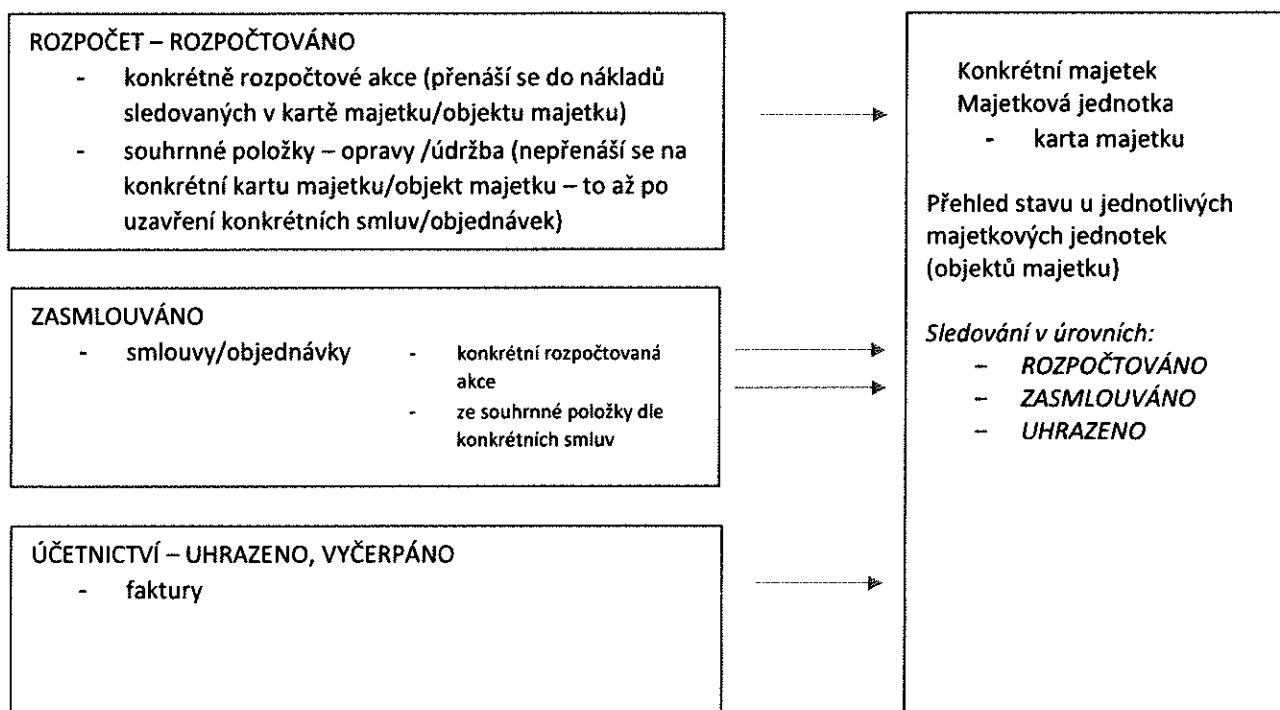 ROZPOČET – ROZPOČTOVÁNO
- konkrétně rozpočtové akce (přenáší se do nákladů
sledovaných v kartě majetku/objektu majetku)
- souhrnné položky – opravy /údržba (nepřenáší se na
konkrétní kartu majetku/objekt majetku – to až po
uzavření konkrétních smluv/objednávek)
ZASMLOUVÁNO
- smlouvy/objednávky
- konkrétní rozpočtovaná
akce
- ze souhrnné položky dle
konkrétních smluv
ÚČETNICTVÍ – UHRAZENO, VYČERPÁNO
- faktury
Konkrétní majetek
Majetková jednotka
- karta majetku
Přehled stavu u jednotlivých
majetkových jednotek
(objektů majetku)
Sledování v úrovních:
– ROZPOČTOVÁNO
– ZASMLOUVÁNO
– UHRAZENO